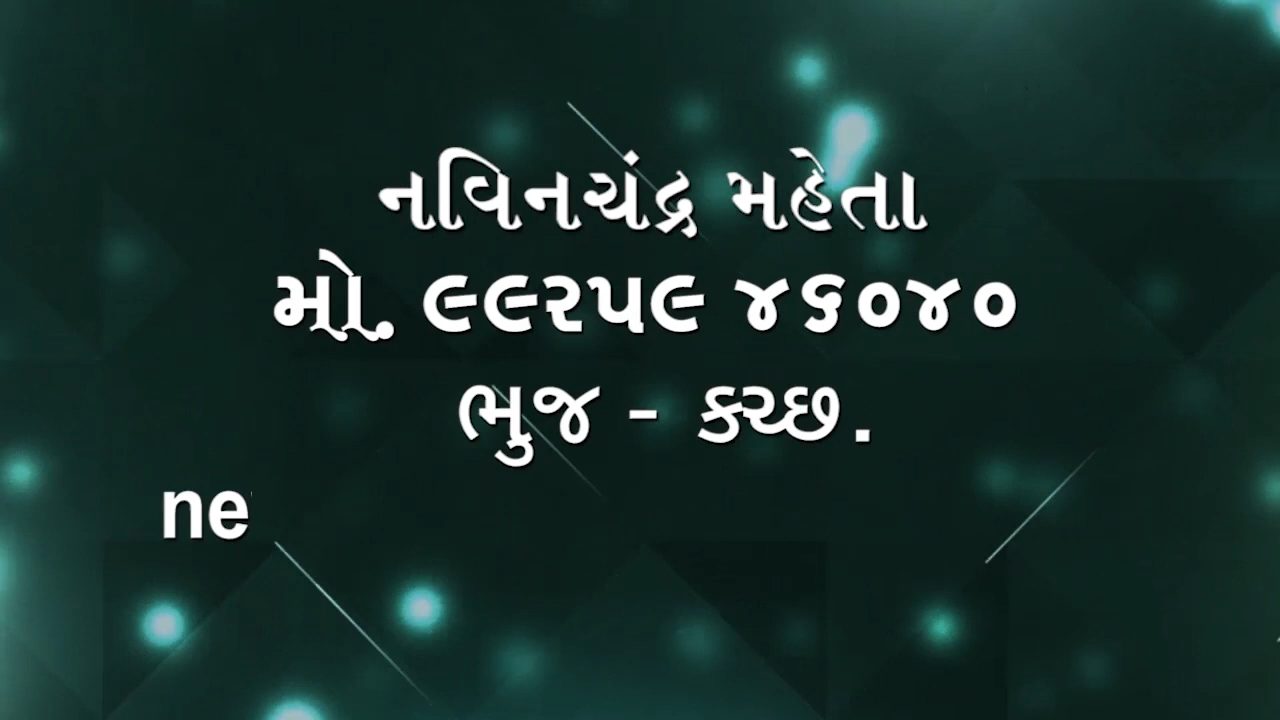 નવિનચંદ્ર મહેતા
મો. ૯૯૨૫૯ ૪૬૦૪૦
ભુજ - કચ્છ.
ne